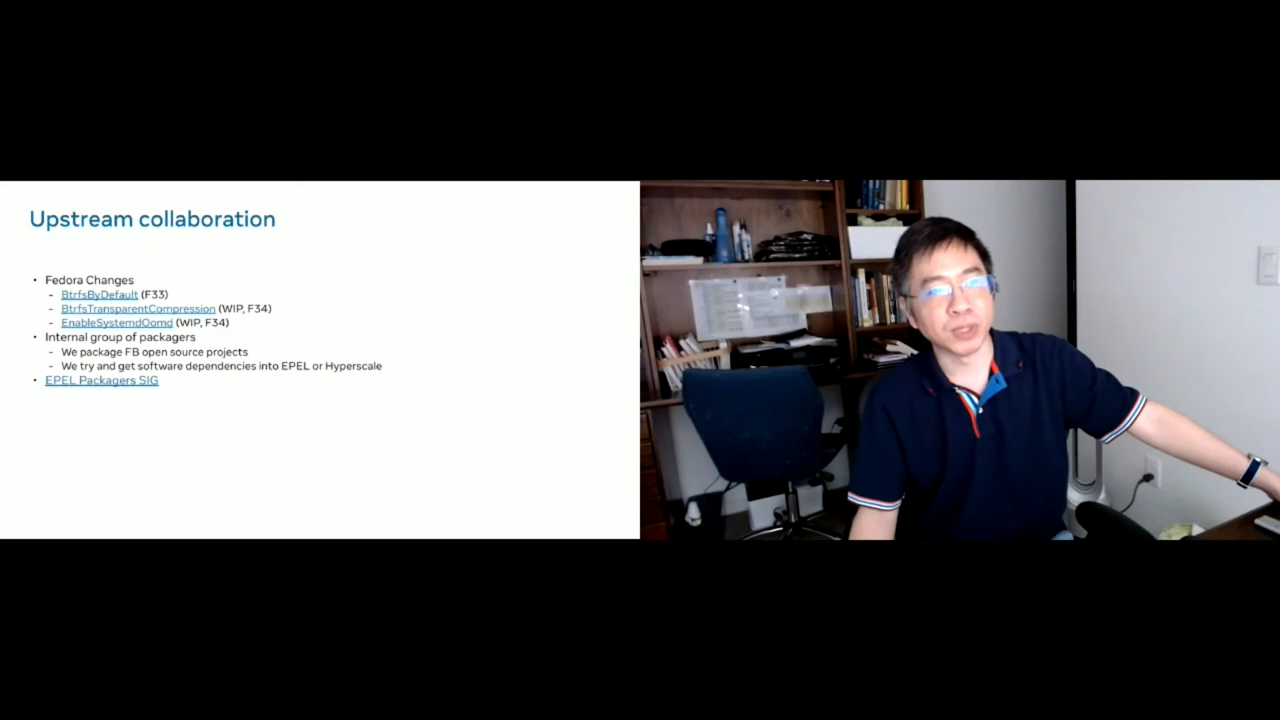 Upstream collaboration
• Fedora Changes
- BtrfsByDefault (F33)
- BtrfsTransparentCompression (WIP, F34)
- EnableSystemdOomd (WIP, F34)
• Internal group of packagers
- We package FB open source projects
- We try and get software dependencies into EPEL or Hyperscale
• EPEL Packagers SIG